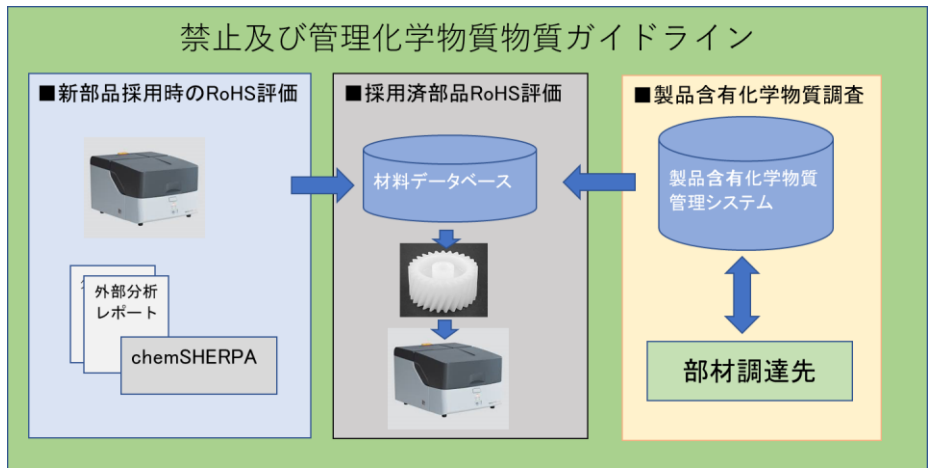 禁止及び管理化学物質物質ガイドライン
■新部品採用時のRoHS評価
外部分析
レポート
chemSHERPA
■採用済部品RoHS評価
材料データベース
■製品含有化学物質調査
製品含有化学物質
管理システム
部材調達先